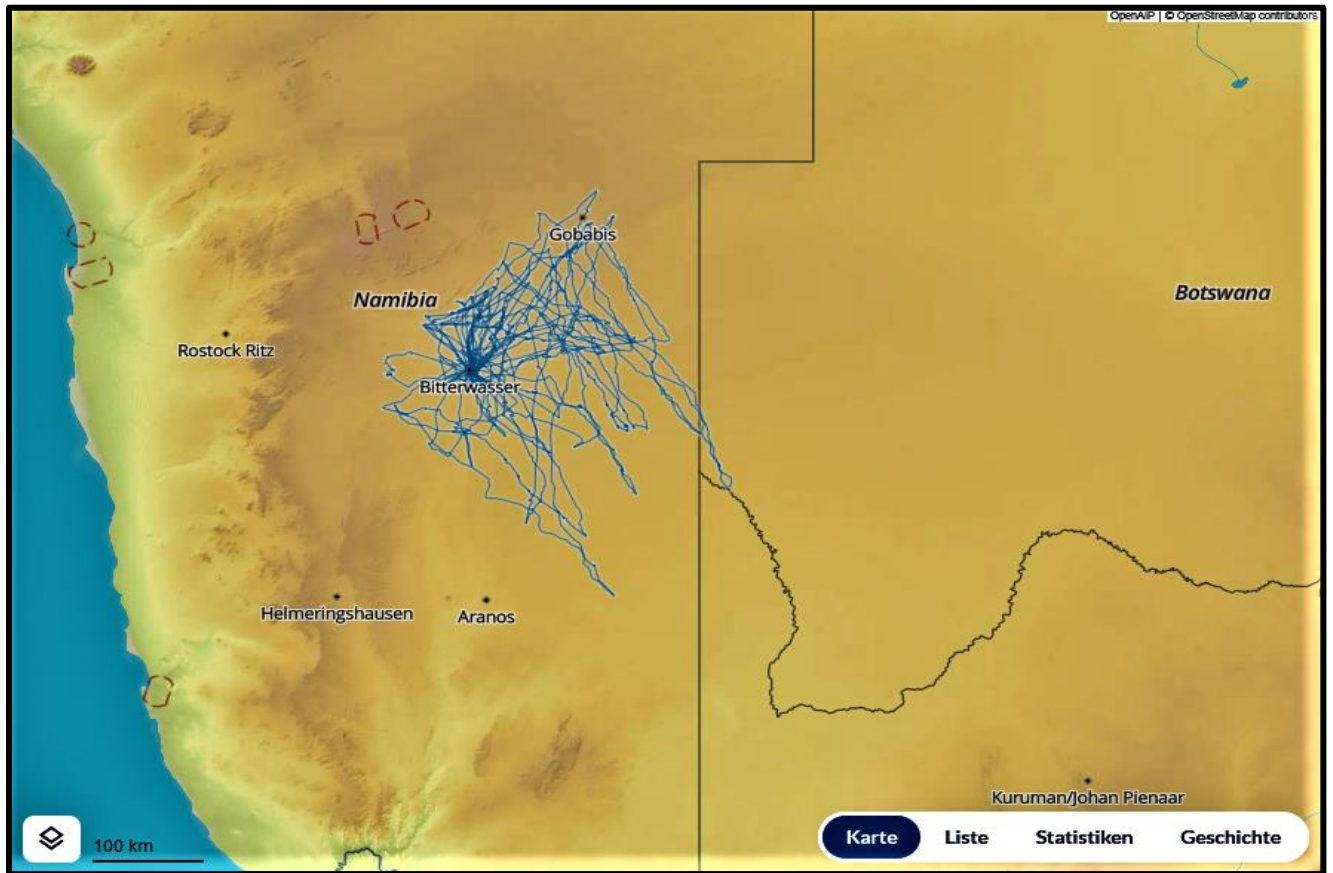 OpenAIP | © OpenStreetMap contributors
Gobabis
Botswana
Namibia
Rostock Ritz
Bitterwasser
Helmeringshausen
Aranos
Kuruman/Johan Pienaar
100 km
Karte Liste Statistiken Geschichte